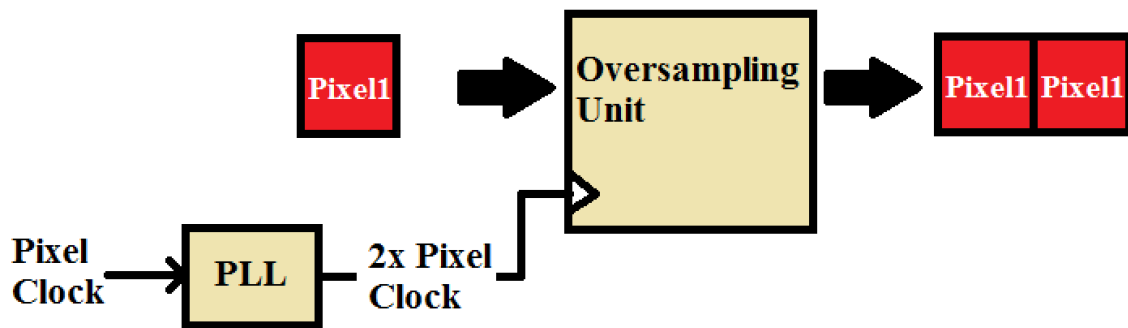 Pixel1
Oversampling
Unit
Pixel1
Pixel1
Pixel
Clock
PLL
2x Pixel
Clock